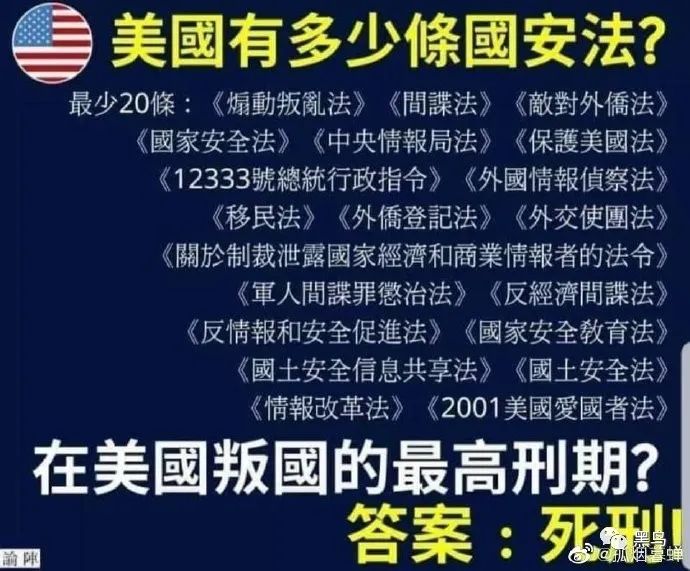 美國有多少條國安法?
最少20條：《煽動叛亂法》《間諜法》《敵對外僑法》
《國家安全法》《中央情報局法》《保護美國法》
《12333號總統行政指令》《外國情報偵察法》
《移民法》《外僑登記法》《外交使團法》
《關於制裁泄露國家經濟和商業情報者的法令》
《軍人間諜罪懲治法》《反經濟間諜法》
《反情報和安全促進法》《國家安全教育法》
《國土安全信息共享法》《國土安全法》
《情報改革法》《2001美國愛國者法》
在美國叛國的最高刑期?
答案：死刑!
論陣
黑鸟
@孤烟暮蝉